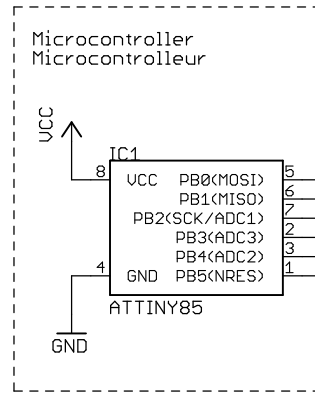 Microcontroller
Microcontrolleur
VCC
IC1
8 VCC PB0(MOSI) 5
PB1(MISO) 6
PB2(SCK/ADC1) 7
PB3(ADC3) 2
PB4(ADC2) 3
4 GND PB5(NRES) 1
ATTINY85
GND